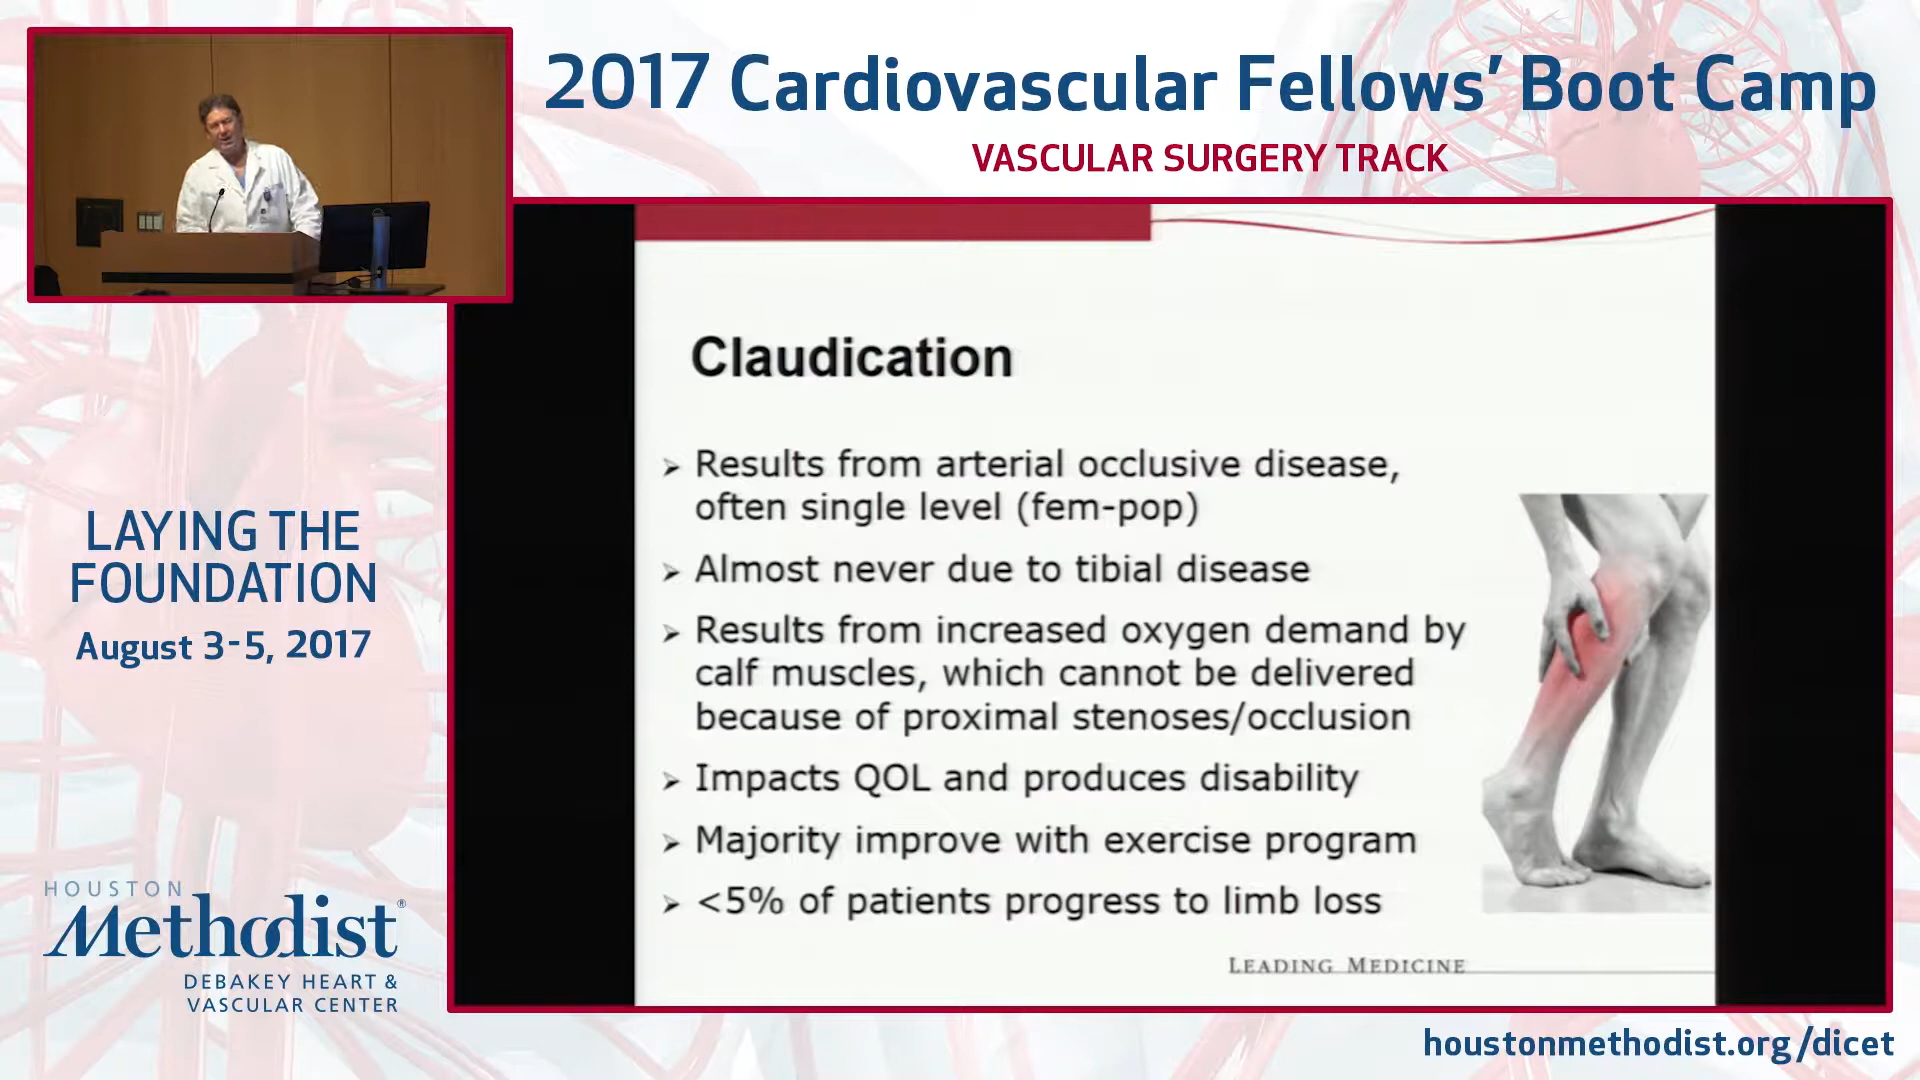 2017 Cardiovascular Fellows’ Boot Camp
VASCULAR SURGERY TRACK
Claudication
➢ Results from arterial occlusive disease,
often single level (fem-pop)
➢ Almost never due to tibial disease
➢ Results from increased oxygen demand by
calf muscles, which cannot be delivered
because of proximal stenoses/occlusion
➢ Impacts QOL and produces disability
➢ Majority improve with exercise program
➢ <5% of patients progress to limb loss
LEADING MEDICINE
LAYING THE
FOUNDATION
August 3-5, 2017
HOUSTON
Methodist®
DEBAKEY HEART &
VASCULAR CENTER
houstonmethodist.org/dicet